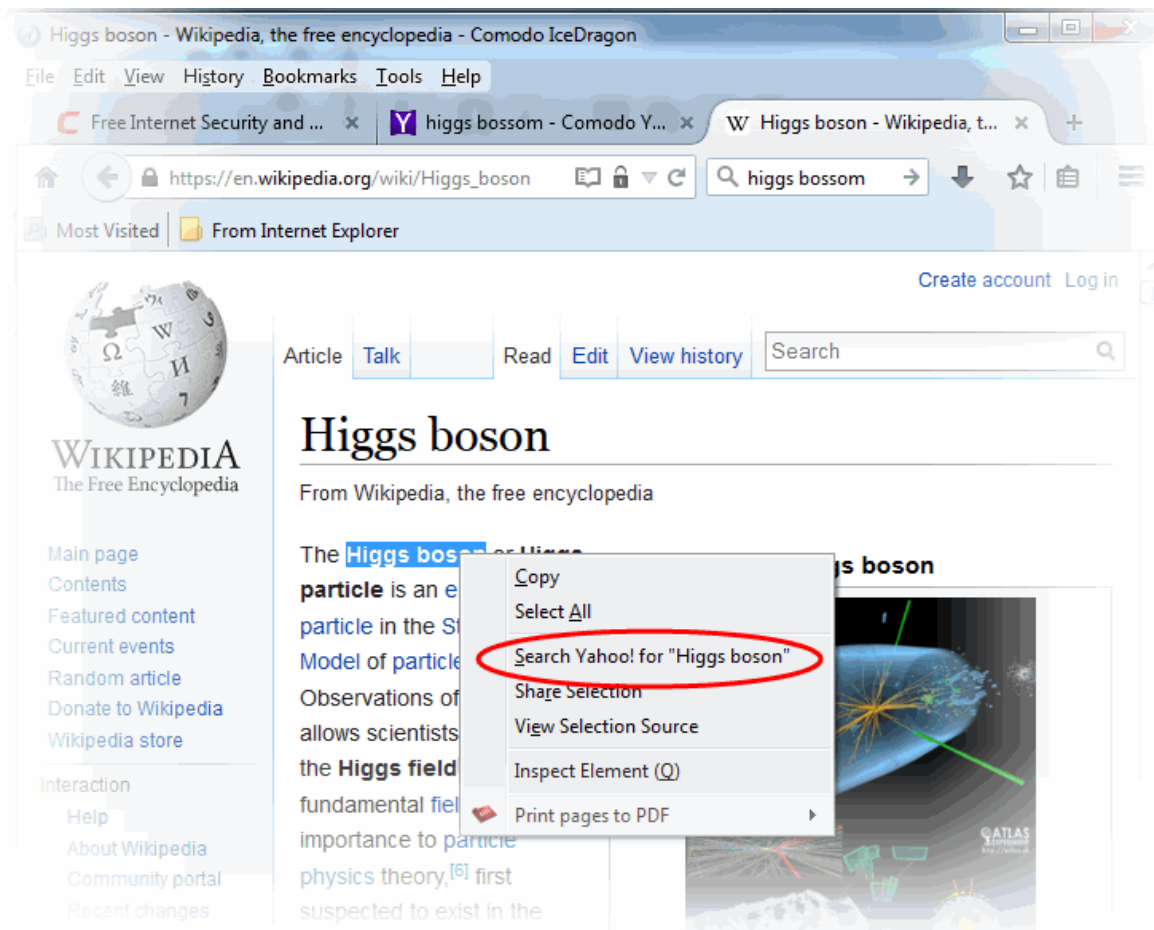 Higgs boson - Wikipedia, the free encyclopedia - Comodo IceDragon
File Edit View History Bookmarks Tools Help
Free Internet Security and ... higgs bossom - Comodo Y... W Higgs boson - Wikipedia, t...
https://en.wikipedia.org/wiki/Higgs_boson higgs bossom
Most Visited From Internet Explorer
Create account Log in
Article Talk Read Edit View history Search
Higgs boson
WIKIPEDIA
The Free Encyclopedia
From Wikipedia, the free encyclopedia
Main page
Contents
Featured content
Current events
Random article
Donate to Wikipedia
Wikipedia store
Interaction
Help
About Wikipedia
Community portal
Recent changes
The Higgs boson or Higgs
particle is an
particle in the
Model of particle
Observations of
allows scientists
the Higgs field
fundamental
importance to particle
physics theory,[6] first
suspected to exist in the
Copy
Select All
Search Yahoo! for "Higgs boson"
Share Selection
View Selection Source
Inspect Element (Q)
Print pages to PDF
boson
ATLAS
EXPERIMENT